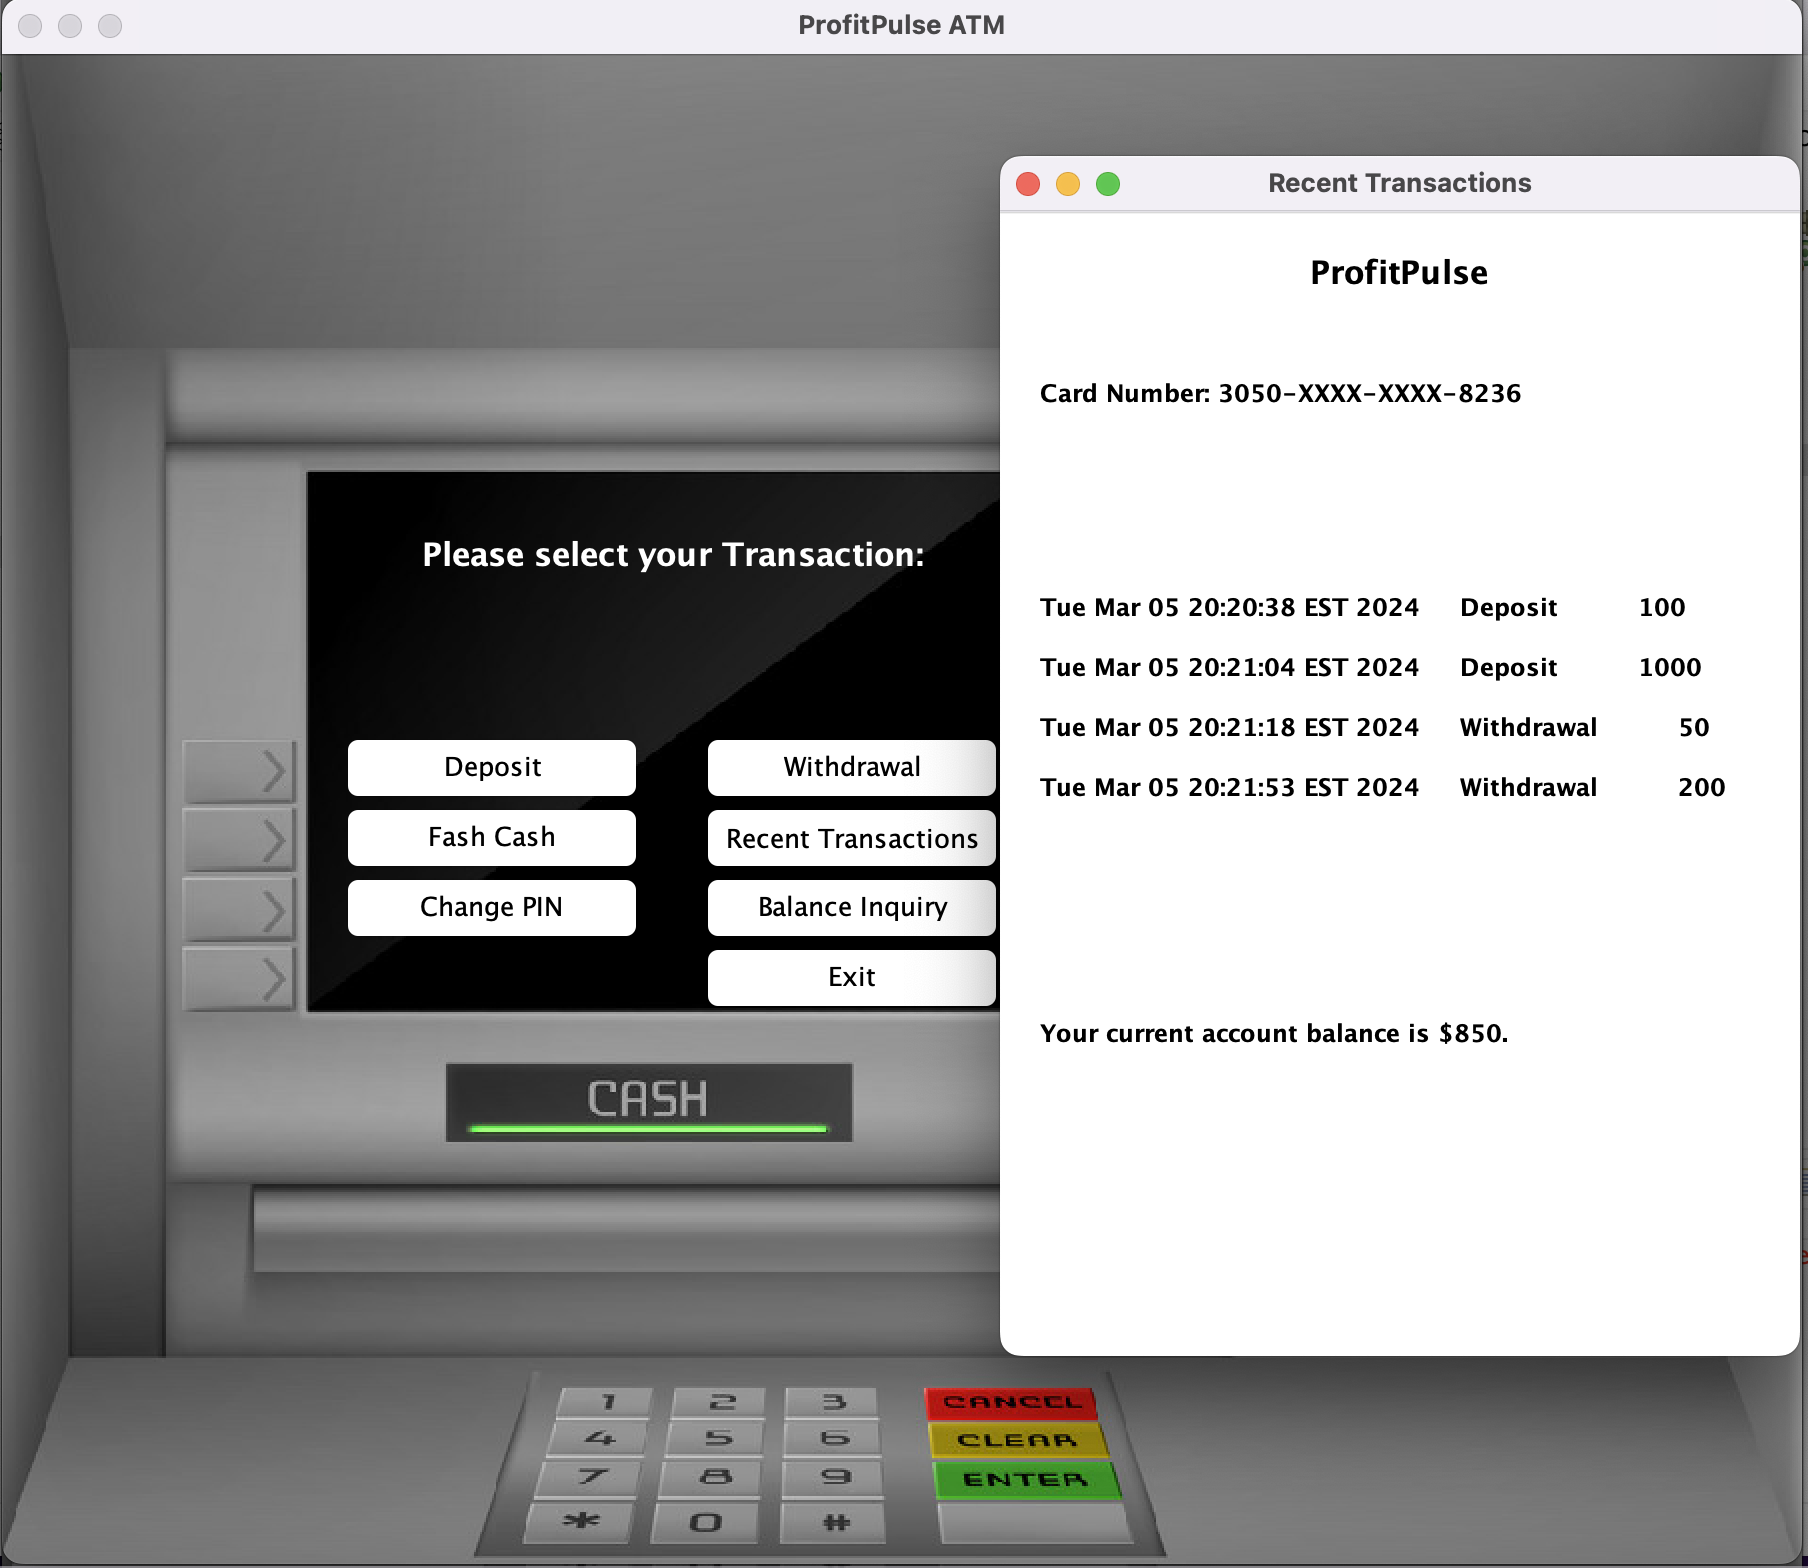 ProfitPulse ATM
Please select your Transaction:
Deposit
Withdrawal
Fash Cash
Recent Transactions
Change PIN
Balance Inquiry
Exit
CASH
1 2 3 CANCEL
4 5 6 CLEAR
7 8 9 ENTER
* 0 #
Recent Transactions
ProfitPulse
Card Number: 3050-XXXX-XXXX-8236
Tue Mar 05 20:20:38 EST 2024 Deposit 100
Tue Mar 05 20:21:04 EST 2024 Deposit 1000
Tue Mar 05 20:21:18 EST 2024 Withdrawal 50
Tue Mar 05 20:21:53 EST 2024 Withdrawal 200
Your current account balance is $850.